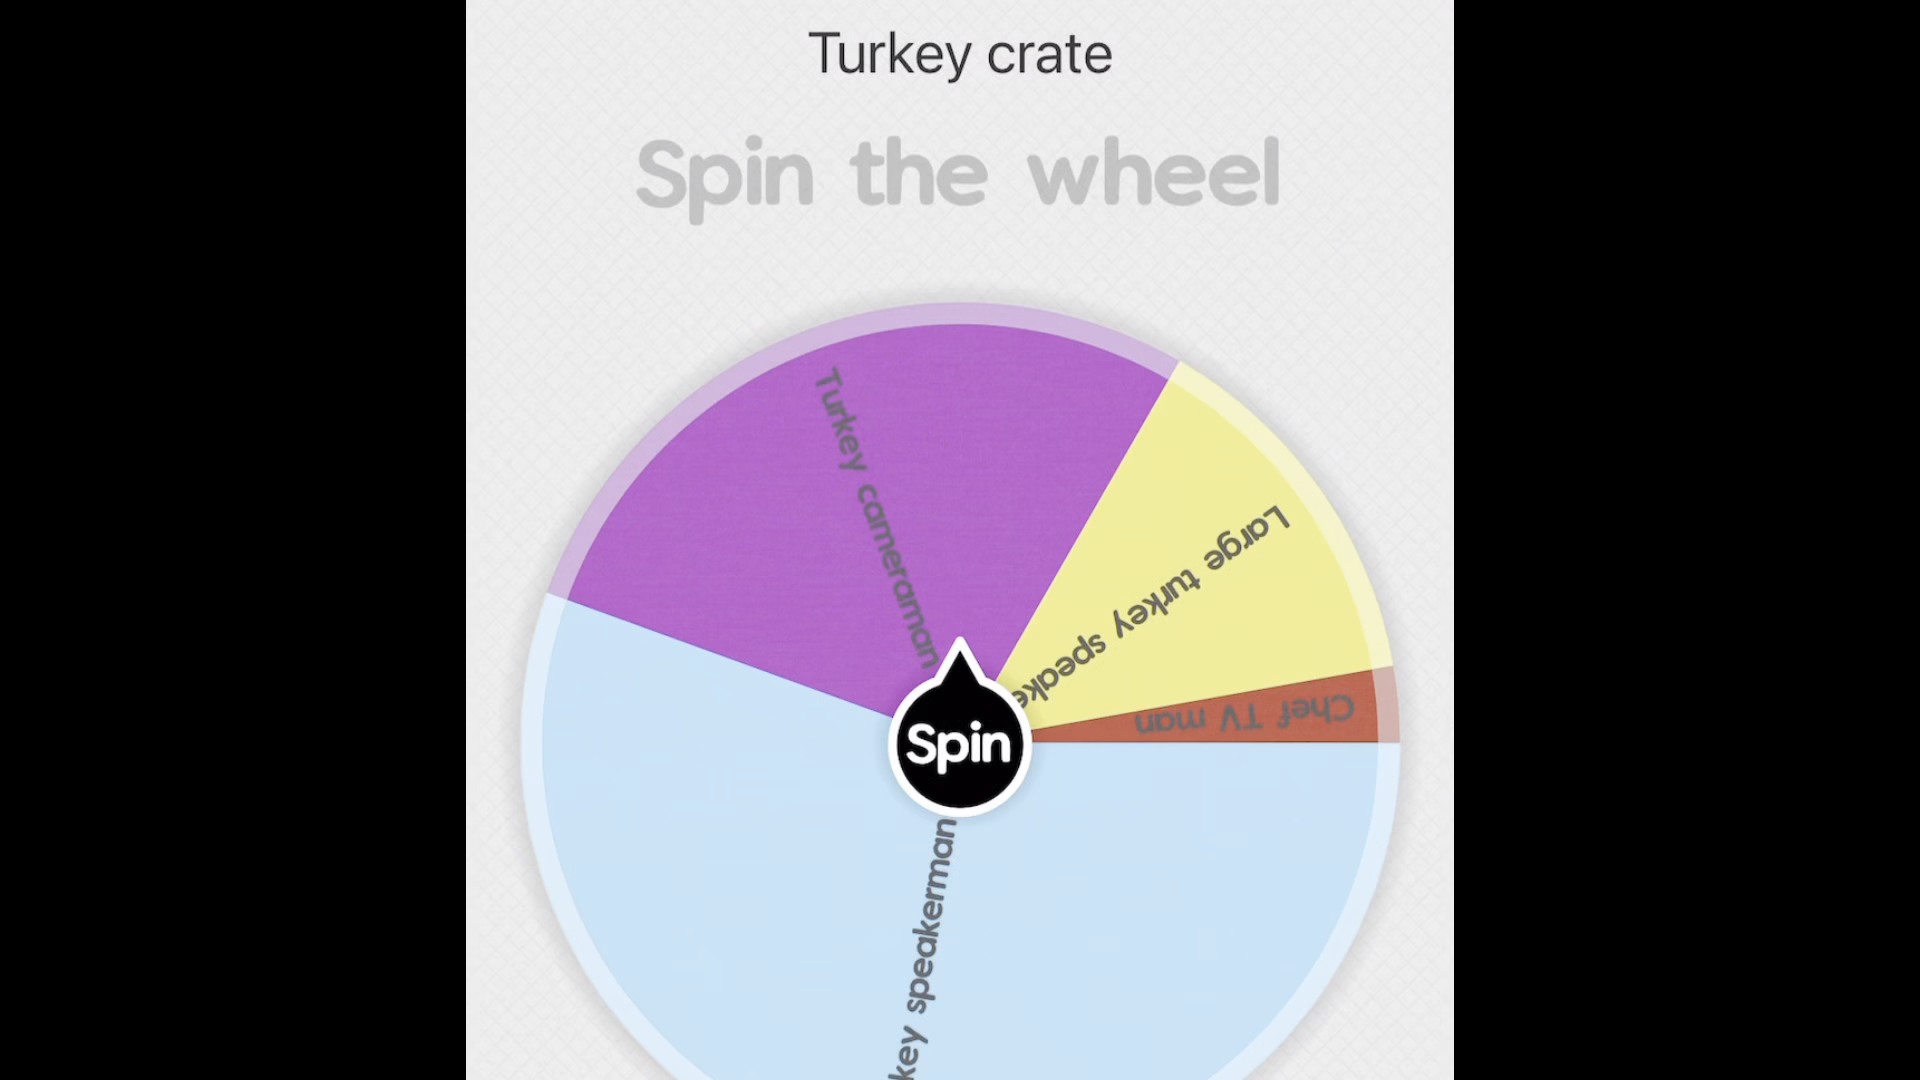 Turkey crate
Spin the wheel
Turkey cameraman
Large turkey speake
Chef TV man
Spin
key speakerman